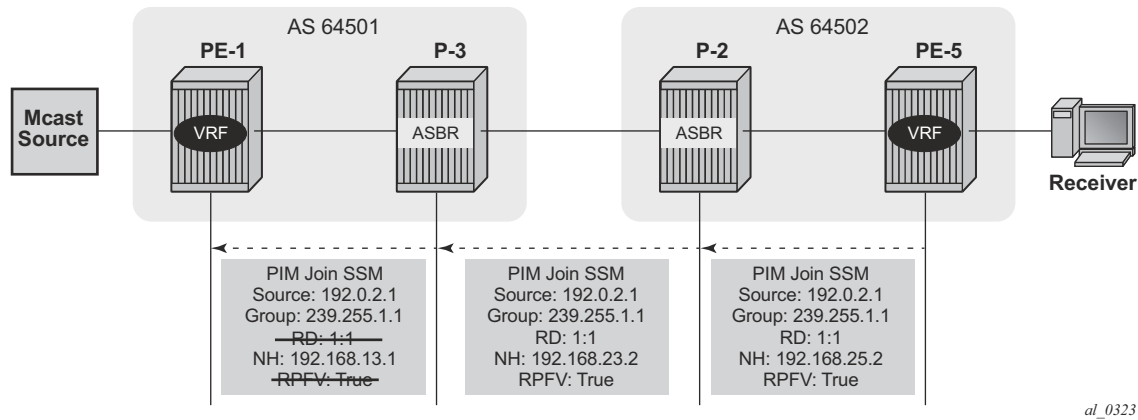 AS 64501
AS 64502
PE-1
P-3
P-2
PE-5
Mcast
Source
VRF
ASBR
ASBR
VRF
Receiver
PIM Join SSM
Source: 192.0.2.1
Group: 239.255.1.1
RD: 1:1
NH: 192.168.13.1
RPFV: True
PIM Join SSM
Source: 192.0.2.1
Group: 239.255.1.1
RD: 1:1
NH: 192.168.23.2
RPFV: True
PIM Join SSM
Source: 192.0.2.1
Group: 239.255.1.1
RD: 1:1
NH: 192.168.25.2
RPFV: True
al_0323